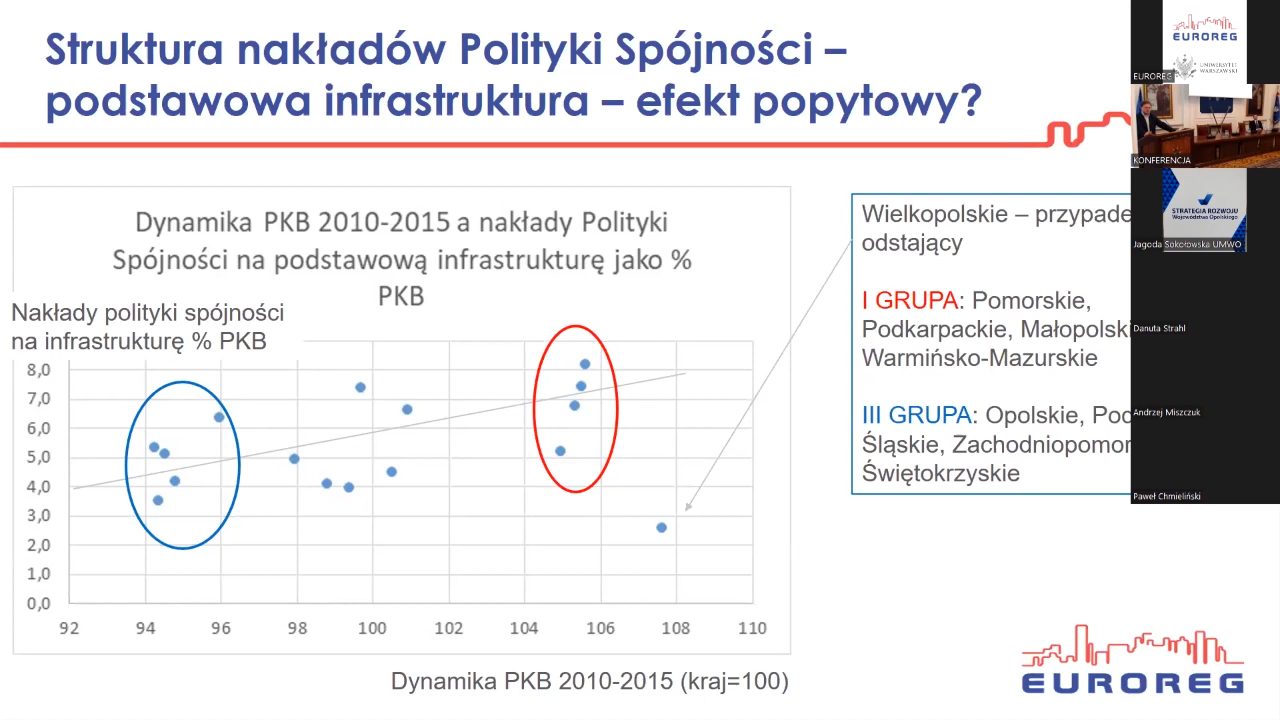 Struktura nakładów Polityki Spójności –
podstawowa infrastruktura – efekt popytowy?
Dynamika PKB 2010-2015 a nakłady Polityki
Spójności na podstawową infrastrukturę jako %
PKB
Nakłady polityki spójności
na infrastrukturę % PKB
8,0
7,0
6,0
5,0
4,0
3,0
2,0
1,0
0,0
92 94 96 98 100 102 104 106 108 110
Dynamika PKB 2010-2015 (kraj=100)
Wielkopolskie – przypade
odstający
I GRUPA: Pomorskie,
Podkarpackie, Małopolski
Warmińsko-Mazurskie
III GRUPA: Opolskie, Pod
Śląskie, Zachodniopomor
Świętokrzyskie
EUROREG
UNIWERSYTET
WARSZAWSKI
EUROREG
KONFERENCJA
STRATEGIA ROZWOJU
Województwa Opolskiego
Jagoda Sokołowska UMWO
Danuta Strahl
Andrzej Miszczuk
Paweł Chmieliński
EUROREG